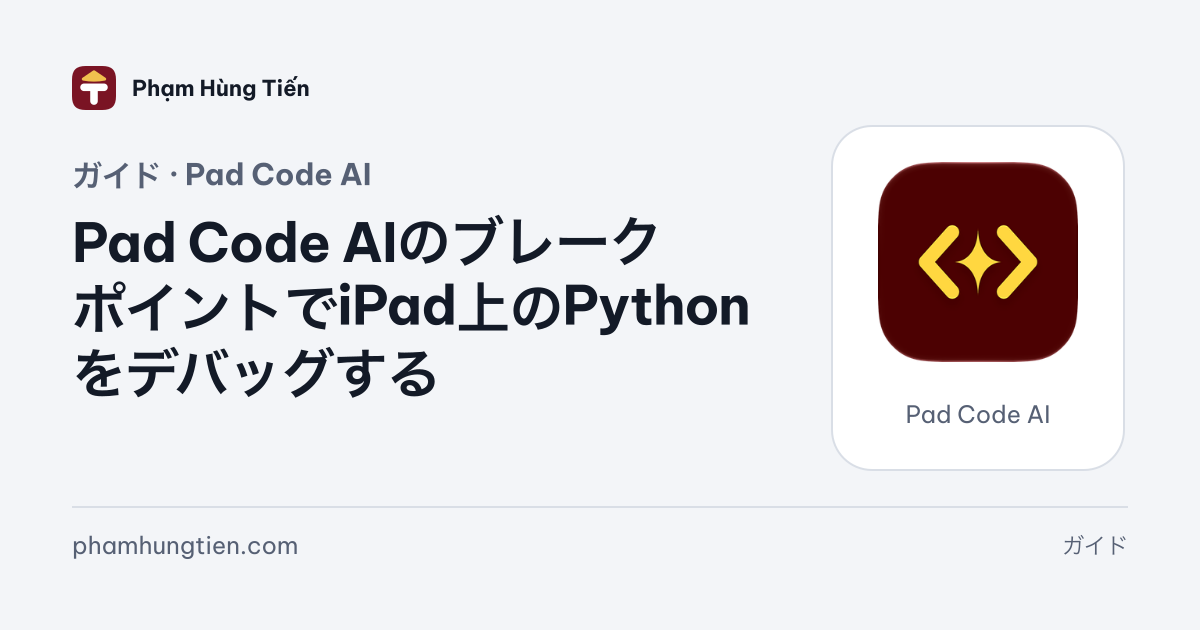 Phạm Hùng Tiến
ガイド · Pad Code AI
Pad Code AIのブレーク
ポイントでiPad上のPython
をデバッグする
Pad Code AI
phamhungtien.com
ガイド